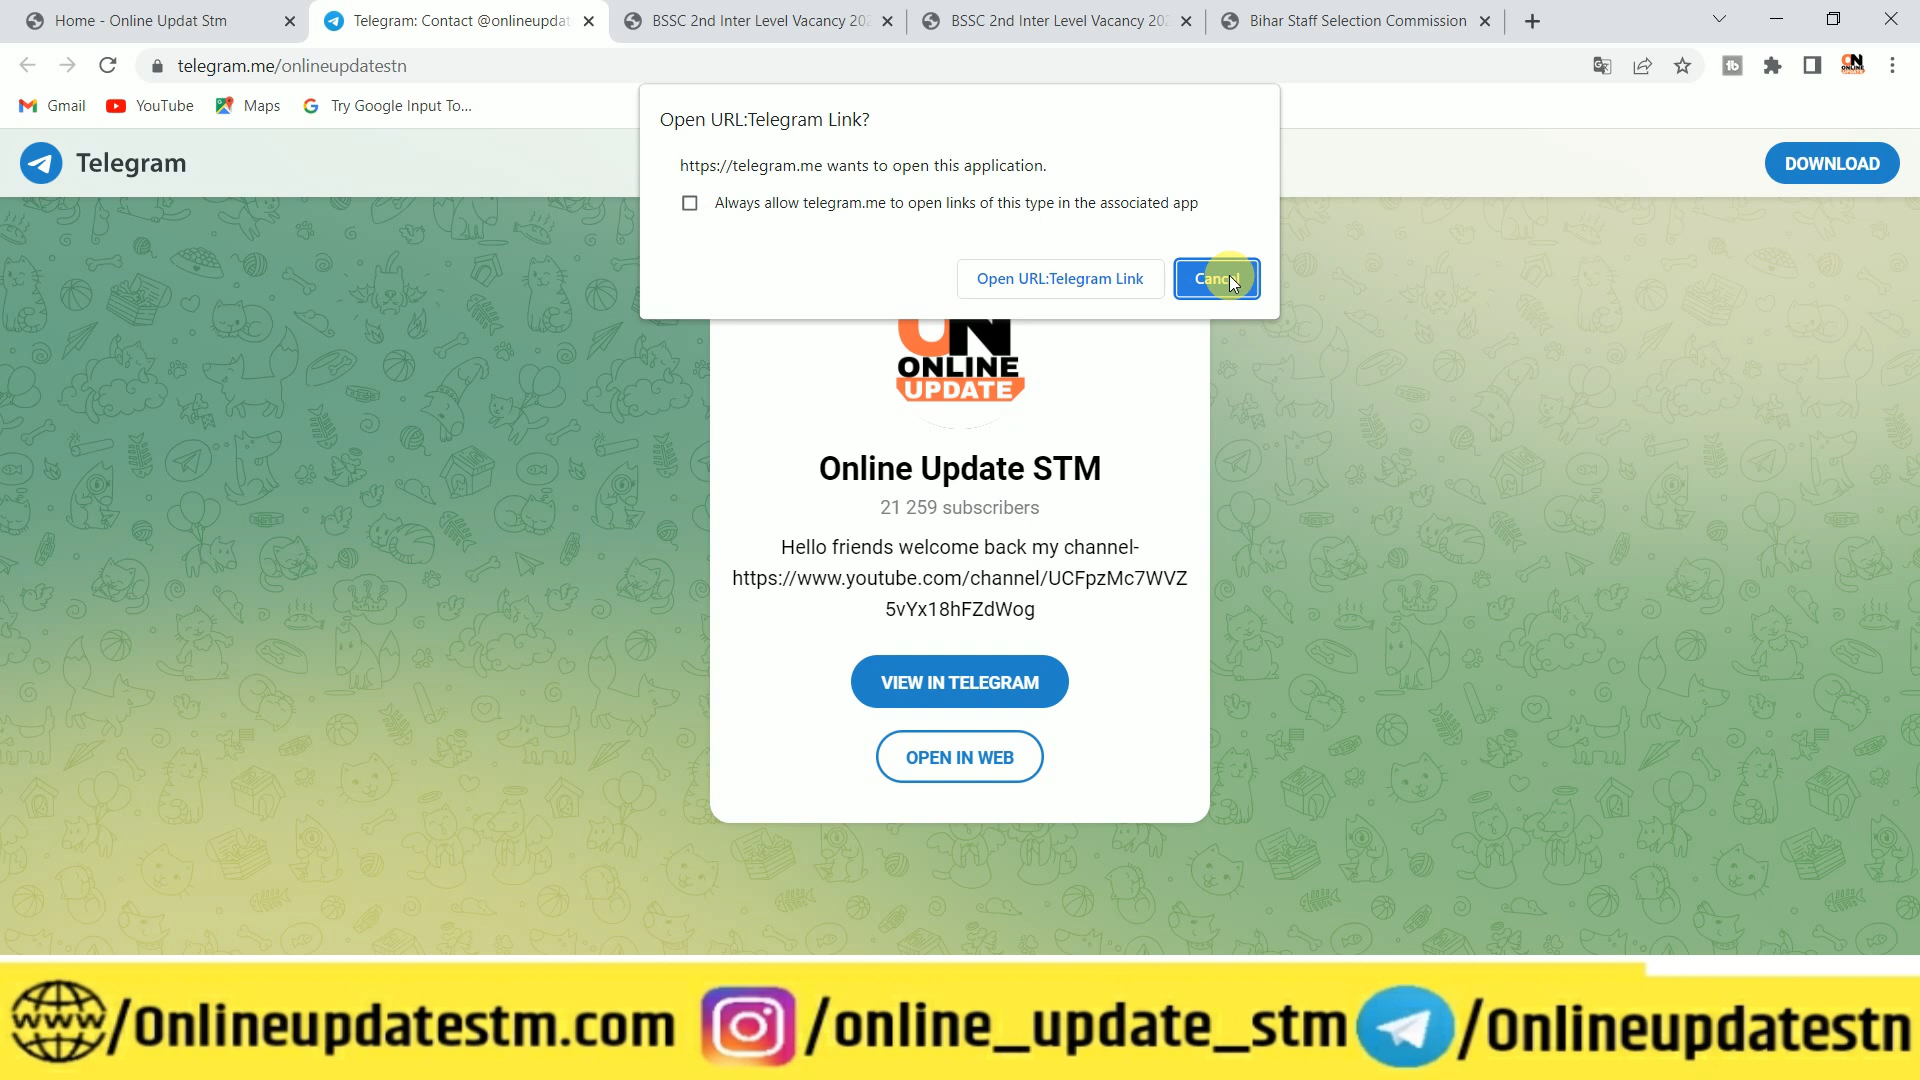 Home - Online Updat Stm
Telegram: Contact @onlineupdat
BSSC 2nd Inter Level Vacancy 202
BSSC 2nd Inter Level Vacancy 202
Bihar Staff Selection Commission
telegram.me/onlineupdatestn
Gmail
YouTube
Maps
Try Google Input To...
Open URL:Telegram Link?
https://telegram.me wants to open this application.
Always allow telegram.me to open links of this type in the associated app
Open URL:Telegram Link
Cancel
Telegram
DOWNLOAD
ON
ONLINE
UPDATE
Online Update STM
21 259 subscribers
Hello friends welcome back my channel-
https://www.youtube.com/channel/UCFpzMc7WVZ
5vYx18hFZdWog
VIEW IN TELEGRAM
OPEN IN WEB
www/Onlineupdatestm.com
/online_update_stm
/Onlineupdatestn